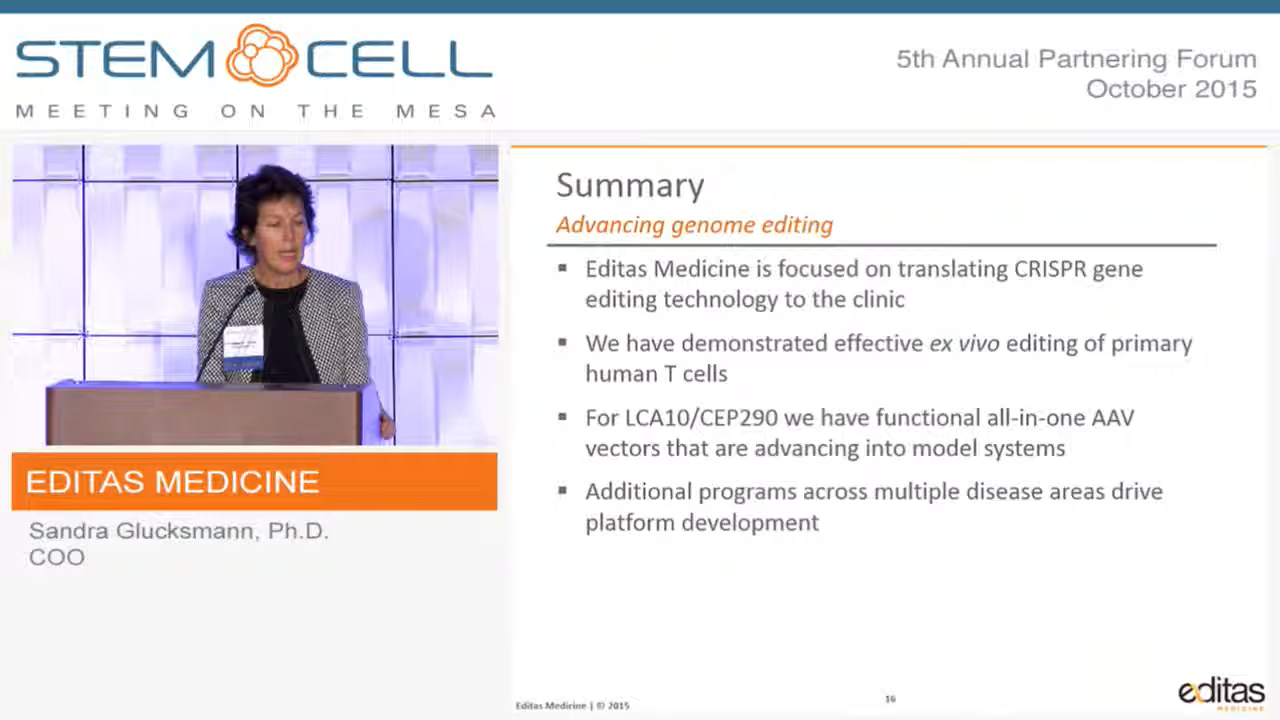 STEM CELL
MEETING ON THE MESA
5th Annual Partnering Forum
October 2015
Summary
Advancing genome editing
▪ Editas Medicine is focused on translating CRISPR gene
editing technology to the clinic
▪ We have demonstrated effective ex vivo editing of primary
human T cells
▪ For LCA10/CEP290 we have functional all-in-one AAV
vectors that are advancing into model systems
▪ Additional programs across multiple disease areas drive
platform development
EDITAS MEDICINE
Sandra Glucksmann, Ph.D.
COO
Editas Medicine | © 2015
16
editas
MEDICINE